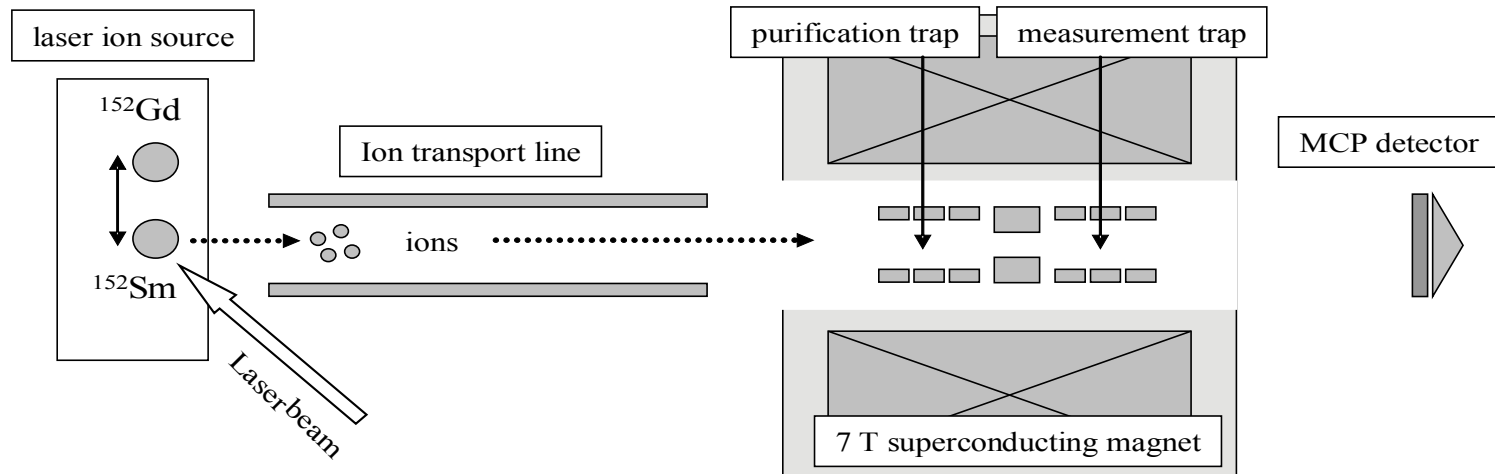 laser ion source
purification trap
measurement trap
¹⁵²Gd
Ion transport line
MCP detector
ions
¹⁵²Sm
Laserbeam
7 T superconducting magnet